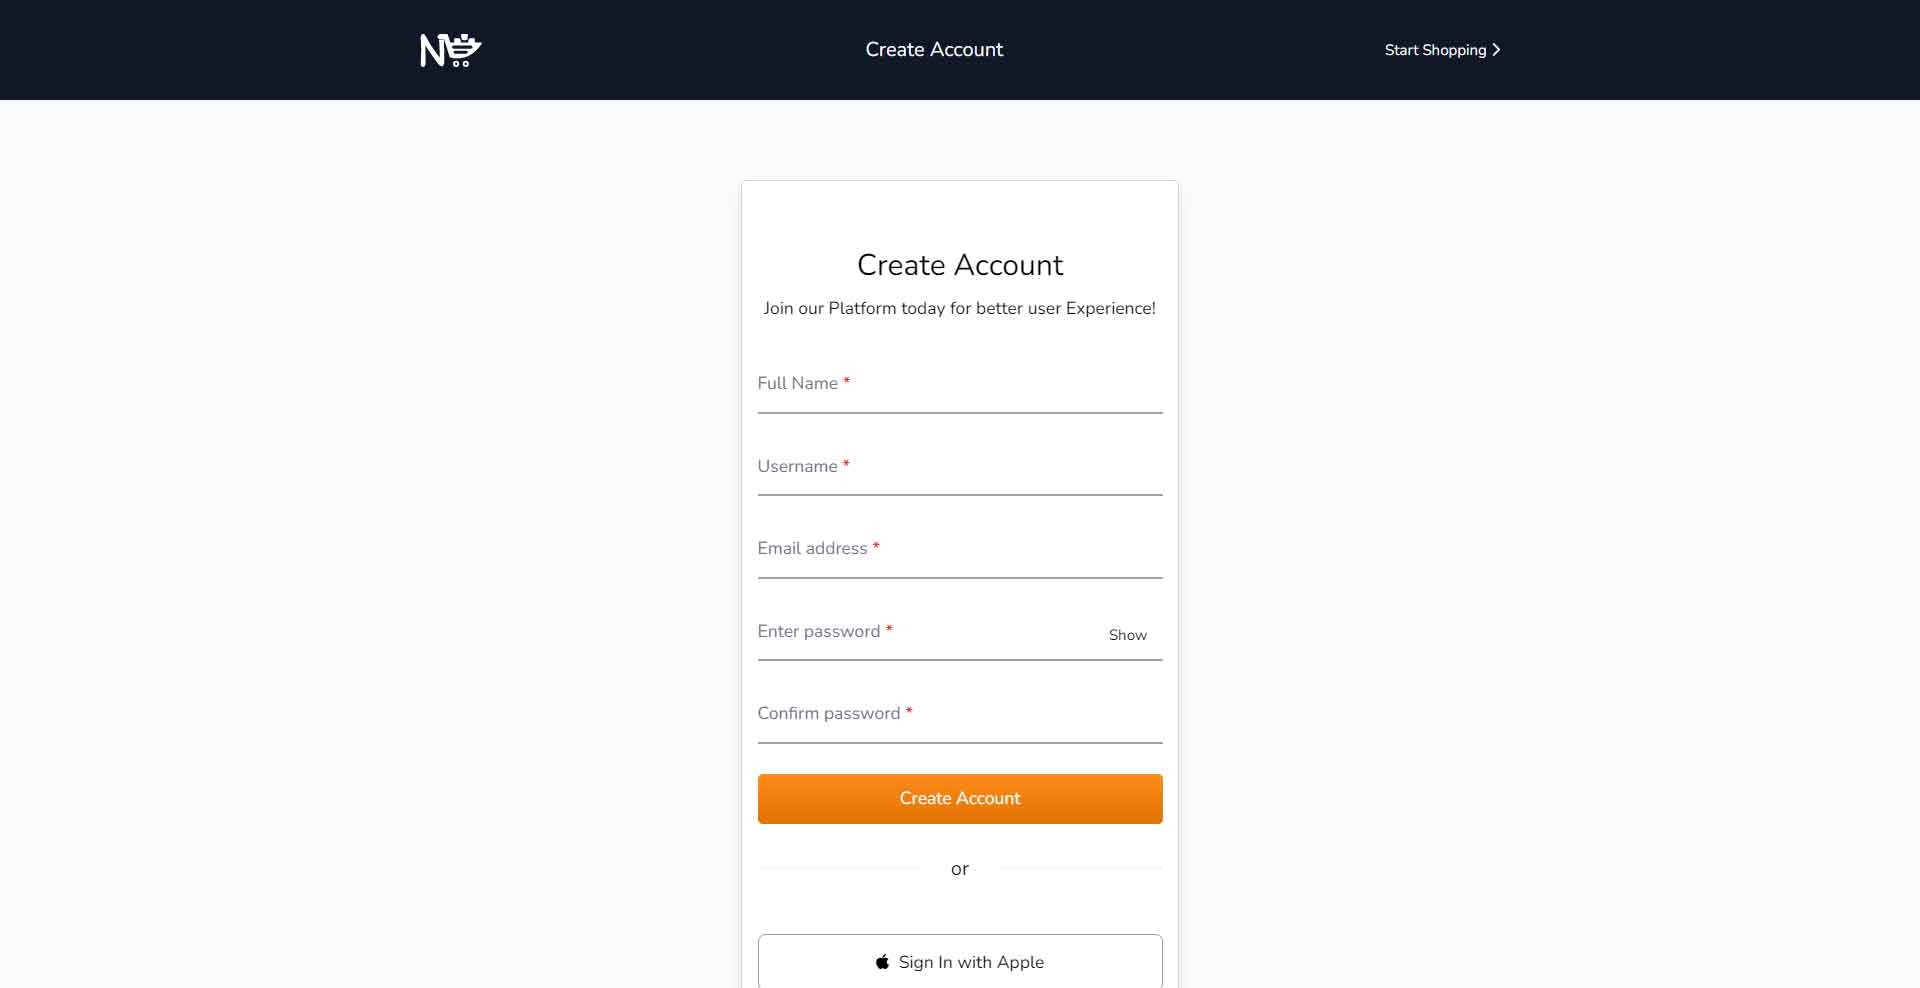 N
Create Account
Start Shopping
Create Account
Join our Platform today for better user Experience!
Full Name *
Username *
Email address *
Enter password *
Show
Confirm password *
Create Account
or
Sign In with Apple